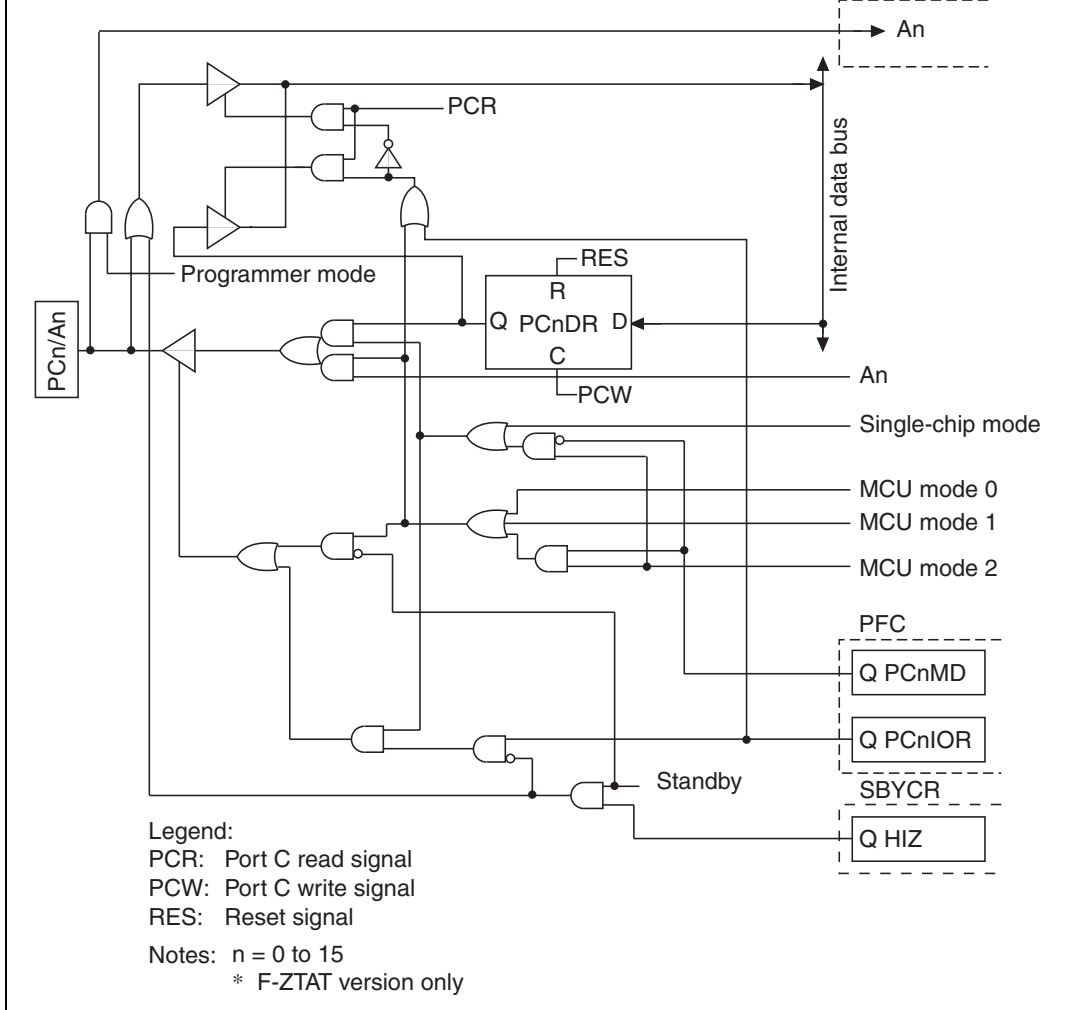 An
PCR
Internal data bus
Programmer mode
RES
R
Q PCnDR D
C
PCW
PCn/An
An
Single-chip mode
MCU mode 0
MCU mode 1
MCU mode 2
PFC
Q PCnMD
Q PCnIOR
Standby
SBYCR
Q HIZ
Legend:
PCR: Port C read signal
PCW: Port C write signal
RES: Reset signal
Notes: n = 0 to 15
* F-ZTAT version only